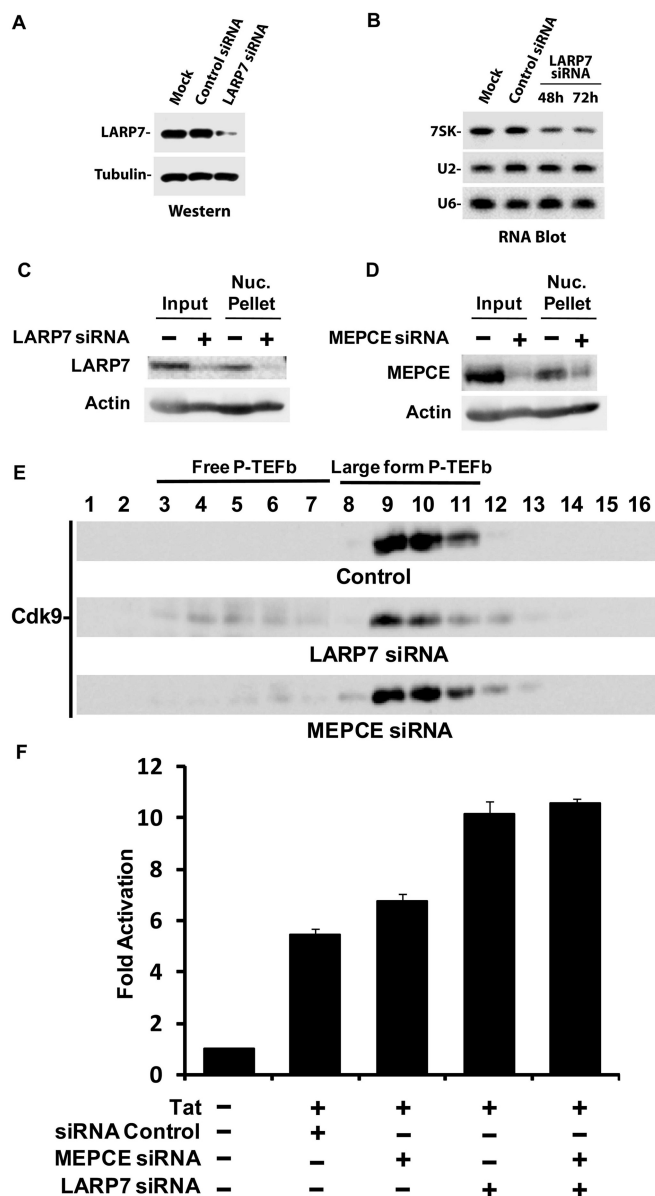 A
Mock
Control siRNA
LARP7 siRNA
LARP7-
Tubulin-
Western
B
Mock
Control siRNA
LARP7
siRNA
48h 72h
7SK-
U2-
U6-
RNA Blot
C
Nuc.
Input Pellet
LARP7 siRNA − + − +
LARP7
Actin
D
Nuc.
Input Pellet
MEPCE siRNA − + − +
MEPCE
Actin
E
Free P-TEFb Large form P-TEFb
1 2 3 4 5 6 7 8 9 10 11 12 13 14 15 16
Control
Cdk9-
LARP7 siRNA
MEPCE siRNA
F
Fold Activation
12
10
8
6
4
2
0
Tat − + + + +
siRNA Control − + − − −
MEPCE siRNA − − + − +
LARP7 siRNA − − − + +